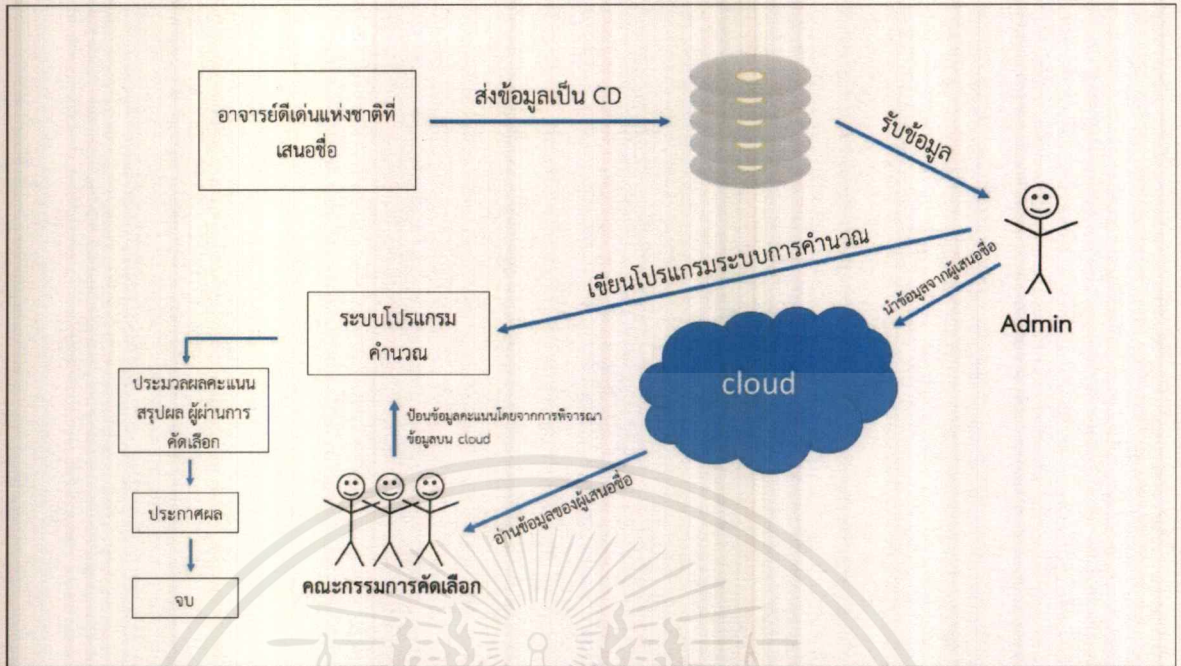 อาจารย์ดีเด่นแห่งชาติที่
เสนอชื่อ
ส่งข้อมูลเป็น CD
รับข้อมูล
Admin
เขียนโปรแกรมระบบการคำนวณ
นำข้อมูลจากผู้เสนอชื่อ
cloud
ระบบโปรแกรม
คำนวณ
ป้อนข้อมูลคะแนนโดยจากการพิจารณา
ข้อมูลบน cloud
อ่านข้อมูลของผู้เสนอชื่อ
คณะกรรมการคัดเลือก
ประมวลผลคะแนน
สรุปผล ผู้ผ่านการ
คัดเลือก
ประกาศผล
จบ